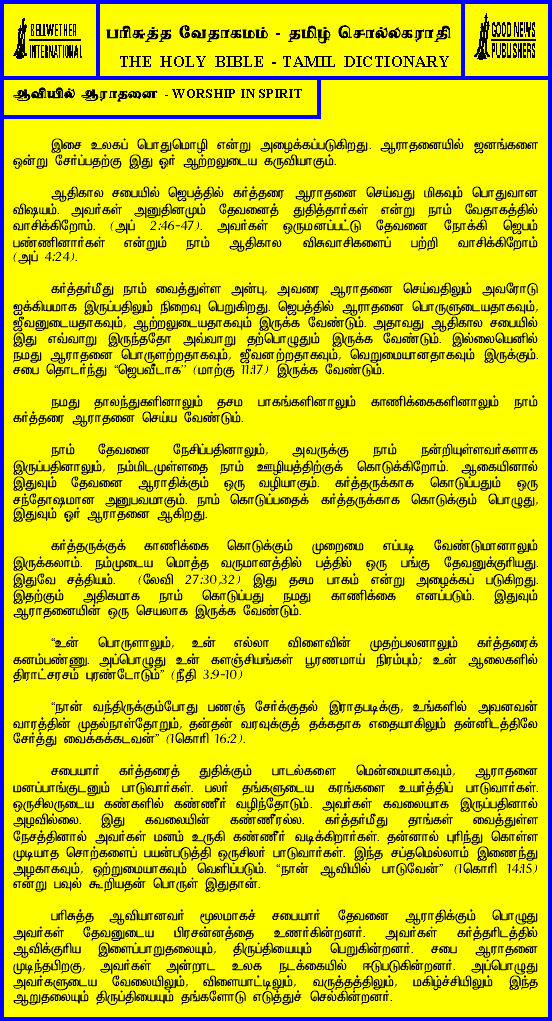 BELLWETHER
INTERNATIONAL
பரிசுத்த வேதாகமம் - தமிழ் சொல்லகராதி
THE HOLY BIBLE - TAMIL DICTIONARY
GOOD NEWS
PUBLISHERS
ஆவியில் ஆராதனை - WORSHIP IN SPIRIT
இசை உலகப் பொதுமொழி என்று அழைக்கப்படுகிறது. ஆராதனையில் ஜனங்களை
ஒன்று சேர்ப்பதற்கு இது ஓர் ஆற்றலுடைய கருவியாகும்.
ஆதிகால சபையில் ஜெபத்தில் கர்த்தரை ஆராதனை செய்வது மிகவும் பொதுவான
விஷயம். அவர்கள் அனுதினமும் தேவனைத் துதித்தார்கள் என்று நாம் வேதாகத்தில்
வாசிக்கிறோம். (அப் 2:46-47). அவர்கள் ஒருமனப்பட்டு தேவனை நோக்கி ஜெபம்
பண்ணினார்கள் என்றும் நாம் ஆதிகால விசுவாசிகளைப் பற்றி வாசிக்கிறோம்
(அப் 4:24).
கர்த்தர்மீது நாம் வைத்துள்ள அன்பு, அவரை ஆராதனை செய்வதிலும் அவரோடு
ஐக்கியமாக இருப்பதிலும் நிறைவு பெறுகிறது. ஜெபத்தில் ஆராதனை பொருளுடையதாகவும்,
ஜீவனுடையதாகவும், ஆற்றலுடையதாகவும் இருக்க வேண்டும். அதாவது ஆதிகால சபையில்
இது எவ்வாறு இருந்ததோ அவ்வாறு தற்பொழுதும் இருக்க வேண்டும். இல்லையெனில்
நமது ஆராதனை பொருளற்றதாகவும், ஜீவனற்றதாகவும், வெறுமையானதாகவும் இருக்கும்.
சபை தொடர்ந்து “ஜெபவீடாக” (மாற்கு 11:17) இருக்க வேண்டும்.
நமது தாலந்துகளினாலும் தசம பாகங்களினாலும் காணிக்கைகளினாலும் நாம்
கர்த்தரை ஆராதனை செய்ய வேண்டும்.
நாம் தேவனை நேசிப்பதினாலும், அவருக்கு நாம் நன்றியுள்ளவர்களாக
இருப்பதினாலும், நம்மிடமுள்ளதை நாம் ஊழியத்திற்குக் கொடுக்கிறோம். ஆகையினால்
இதுவும் தேவனை ஆராதிக்கும் ஒரு வழியாகும். கர்த்தருக்காக கொடுப்பதும் ஒரு
சந்தோஷமான அனுபவமாகும். நாம் கொடுப்பதைக் கர்த்தருக்காக கொடுக்கும் பொழுது,
இதுவும் ஓர் ஆராதனை ஆகிறது.
கர்த்தருக்குக் காணிக்கை கொடுக்கும் முறைமை எப்படி வேண்டுமானாலும்
இருக்கலாம். நம்முடைய மொத்த வருமானத்தில் பத்தில் ஒரு பங்கு தேவனுக்குரியது.
இதுவே சத்தியம். (லேவி 27:30,32) இது தசம பாகம் என்று அழைக்கப் படுகிறது.
இதற்கும் அதிகமாக நாம் கொடுப்பது நமது காணிக்கை எனப்படும். இதுவும்
ஆராதனையின் ஒரு செயலாக இருக்க வேண்டும்.
“உன் பொருளாலும், உன் எல்லா விளைவின் முதற்பலனாலும் கர்த்தரைக்
கனம்பண்ணு. அப்பொழுது உன் களஞ்சியங்கள் பூரணமாய் நிரம்பும்; உன் ஆலைகளில்
திராட்சரசம் புரண்டோடும்” (நீதி 3:9-10)
“நான் வந்திருக்கும்போது பணஞ் சேர்க்குதல் இராதபடிக்கு, உங்களில் அவனவன்
வாரத்தின் முதல்நாள்தோறும், தன்தன் வரவுக்குத் தக்கதாக எதையாகிலும் தன்னிடத்திலே
சேர்த்து வைக்கக்கடவன்” (1கொரி 16:2).
சபையார் கர்த்தரைத் துதிக்கும் பாடல்களை மென்மையாகவும், ஆராதனை
மனப்பாங்குடனும் பாடுவார்கள். பலர் தங்களுடைய கரங்களை உயர்த்திப் பாடுவார்கள்.
ஒருசிலருடைய கண்களில் கண்ணீர் வழிந்தோடும். அவர்கள் கவலையாக இருப்பதினால்
அழவில்லை. இது கவலையின் கண்ணீரல்ல. கர்த்தர்மீது தாங்கள் வைத்துள்ள
நேசத்தினால் அவர்கள் மனம் உருகி கண்ணீர் வடிக்கிறார்கள். தன்னால் புரிந்து கொள்ள
முடியாத சொற்களைப் பயன்படுத்தி ஒருசிலர் பாடுவார்கள். இந்த சப்தமெல்லாம் இணைந்து
அழகாகவும், ஒற்றுமையாகவும் வெளிப்படும். “நான் ஆவியில் பாடுவேன்” (1கொரி 14:15)
என்று பவுல் கூறியதன் பொருள் இதுதான்.
பரிசுத்த ஆவியானவர் மூலமாகச் சபையார் தேவனை ஆராதிக்கும் பொழுது
அவர்கள் தேவனுடைய பிரசன்னத்தை உணர்கின்றனர். அவர்கள் கர்த்தரிடத்தில்
ஆவிக்குரிய இளைப்பாறுதலையும், திருப்தியையும் பெறுகின்றனர். சபை ஆராதனை
முடிந்தபிறகு, அவர்கள் அன்றாட உலக நடக்கையில் ஈடுபடுகின்றனர். அப்பொழுது
அவர்களுடைய வேலையிலும், விளையாட்டிலும், வருத்தத்திலும், மகிழ்ச்சியிலும் இந்த
ஆறுதலையும் திருப்தியையும் தங்களோடு எடுத்துச் செல்கின்றனர்.